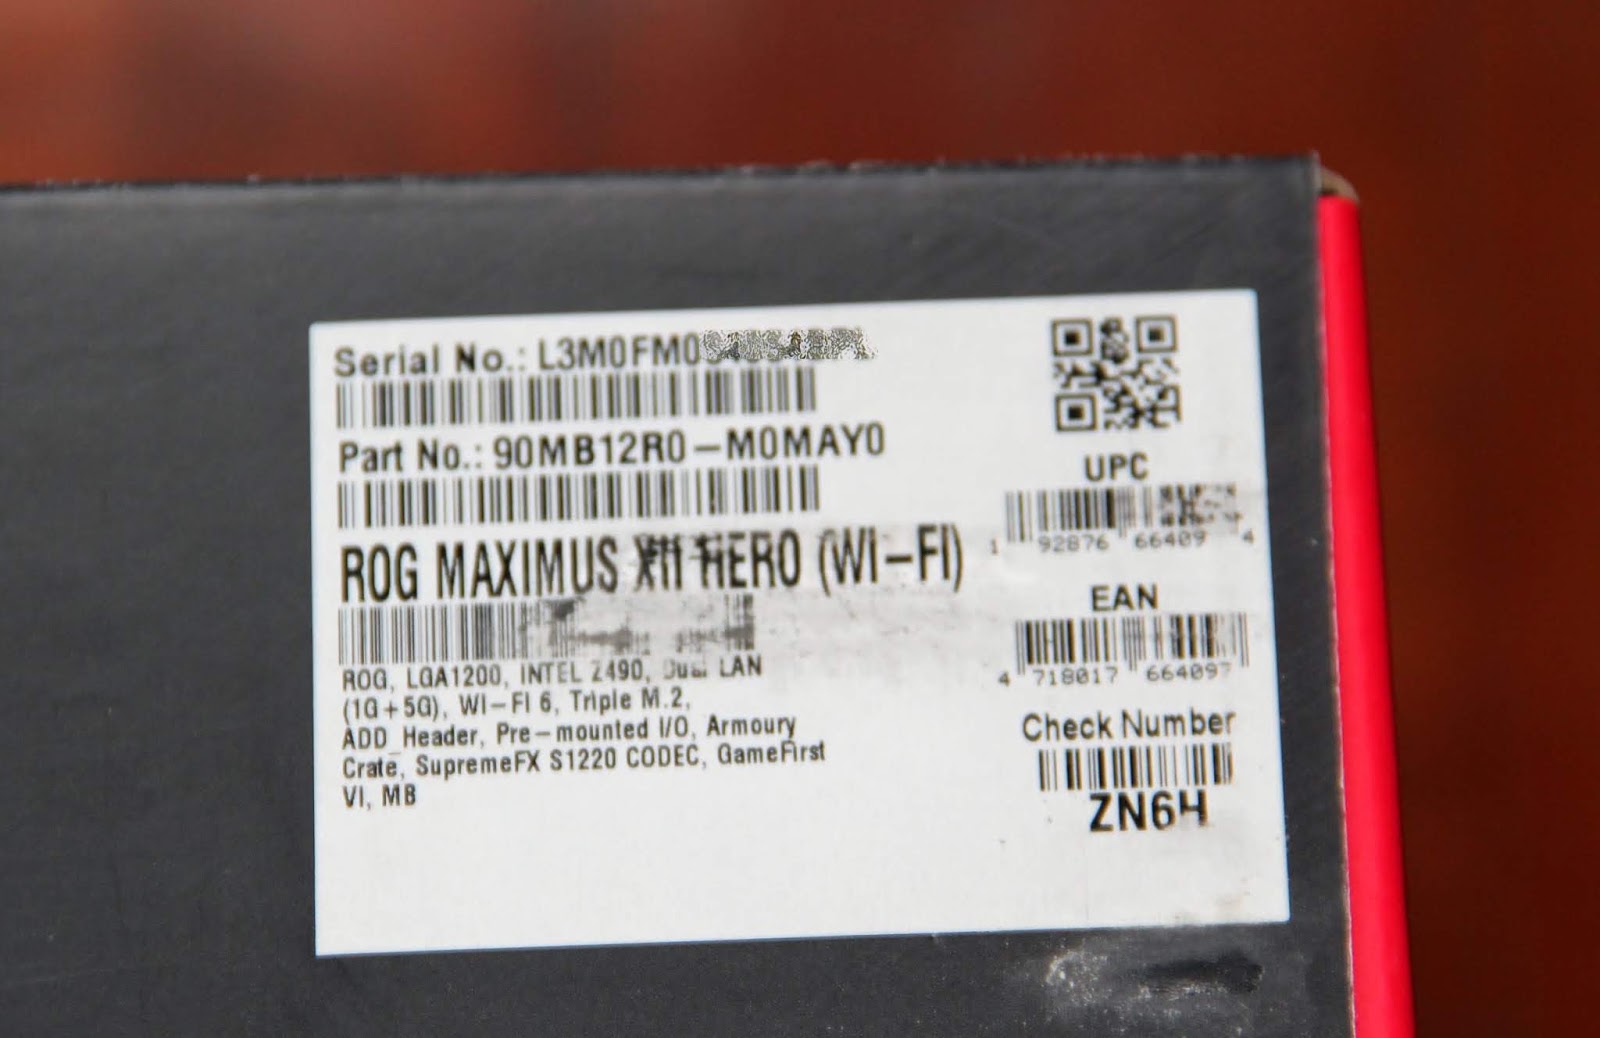 Serial No.: L3M0FM0
Part No.: 90MB12R0-M0MAY0
ROG MAXIMUS XII HERO (WI-FI)
ROG, LGA1200, INTEL Z490, Dual LAN
(1G+5G), WI-FI 6, Triple M.2,
ADD_Header, Pre-mounted I/O, Armoury
Crate, SupremeFX S1220 CODEC, GameFirst
VI, MB
UPC
1 92876 66409 4
EAN
4 718017 664097
Check Number
ZN6H